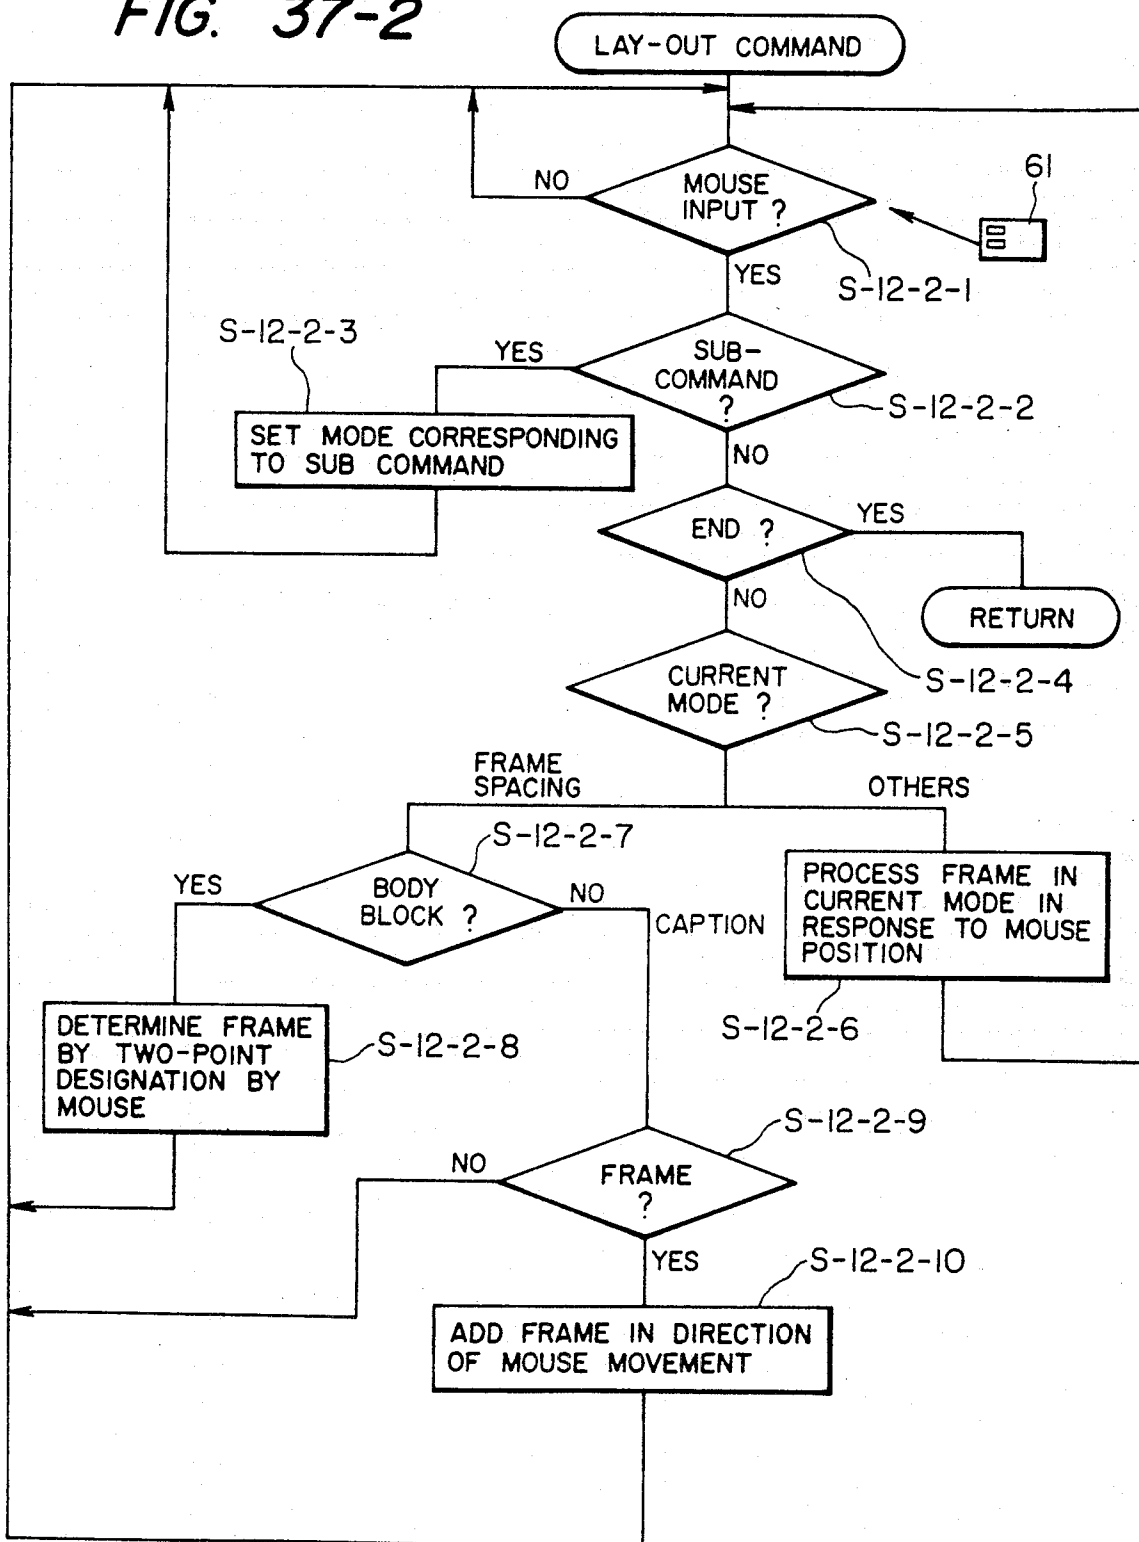 FIG. 37-2
LAY-OUT COMMAND
MOUSE
INPUT ?
NO
61
YES
S-12-2-1
S-12-2-3
YES
SUB-
COMMAND
?
S-12-2-2
SET MODE CORRESPONDING
TO SUB COMMAND
NO
END ?
YES
NO
RETURN
S-12-2-4
CURRENT
MODE ?
S-12-2-5
FRAME
SPACING
OTHERS
S-12-2-7
YES
BODY
BLOCK ?
NO
CAPTION
PROCESS FRAME IN
CURRENT MODE IN
RESPONSE TO MOUSE
POSITION
S-12-2-6
DETERMINE FRAME
BY TWO-POINT
DESIGNATION BY
MOUSE
S-12-2-8
S-12-2-9
NO
FRAME
?
YES
S-12-2-10
ADD FRAME IN DIRECTION
OF MOUSE MOVEMENT